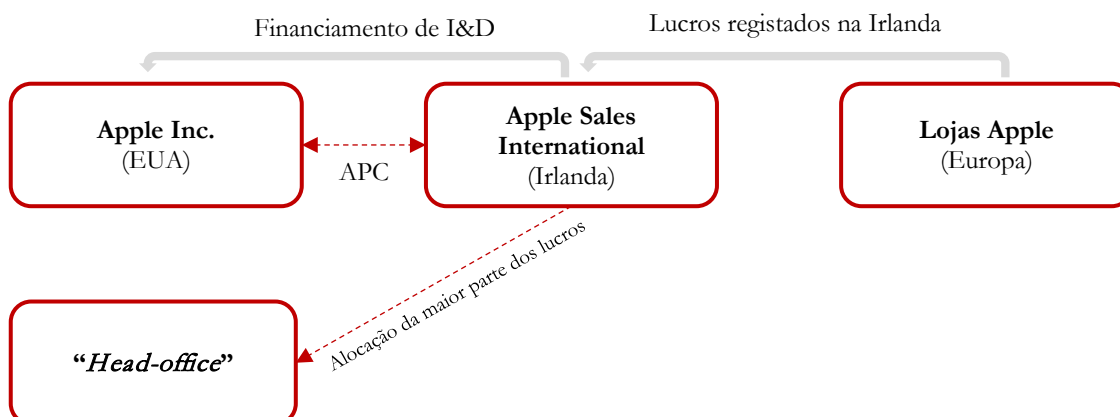 Financiamento de I&D
Lucros registados na Irlanda
Apple Inc.
(EUA)
APC
Apple Sales
International
(Irlanda)
Lojas Apple
(Europa)
Alocação da maior parte dos lucros
“Head-office”